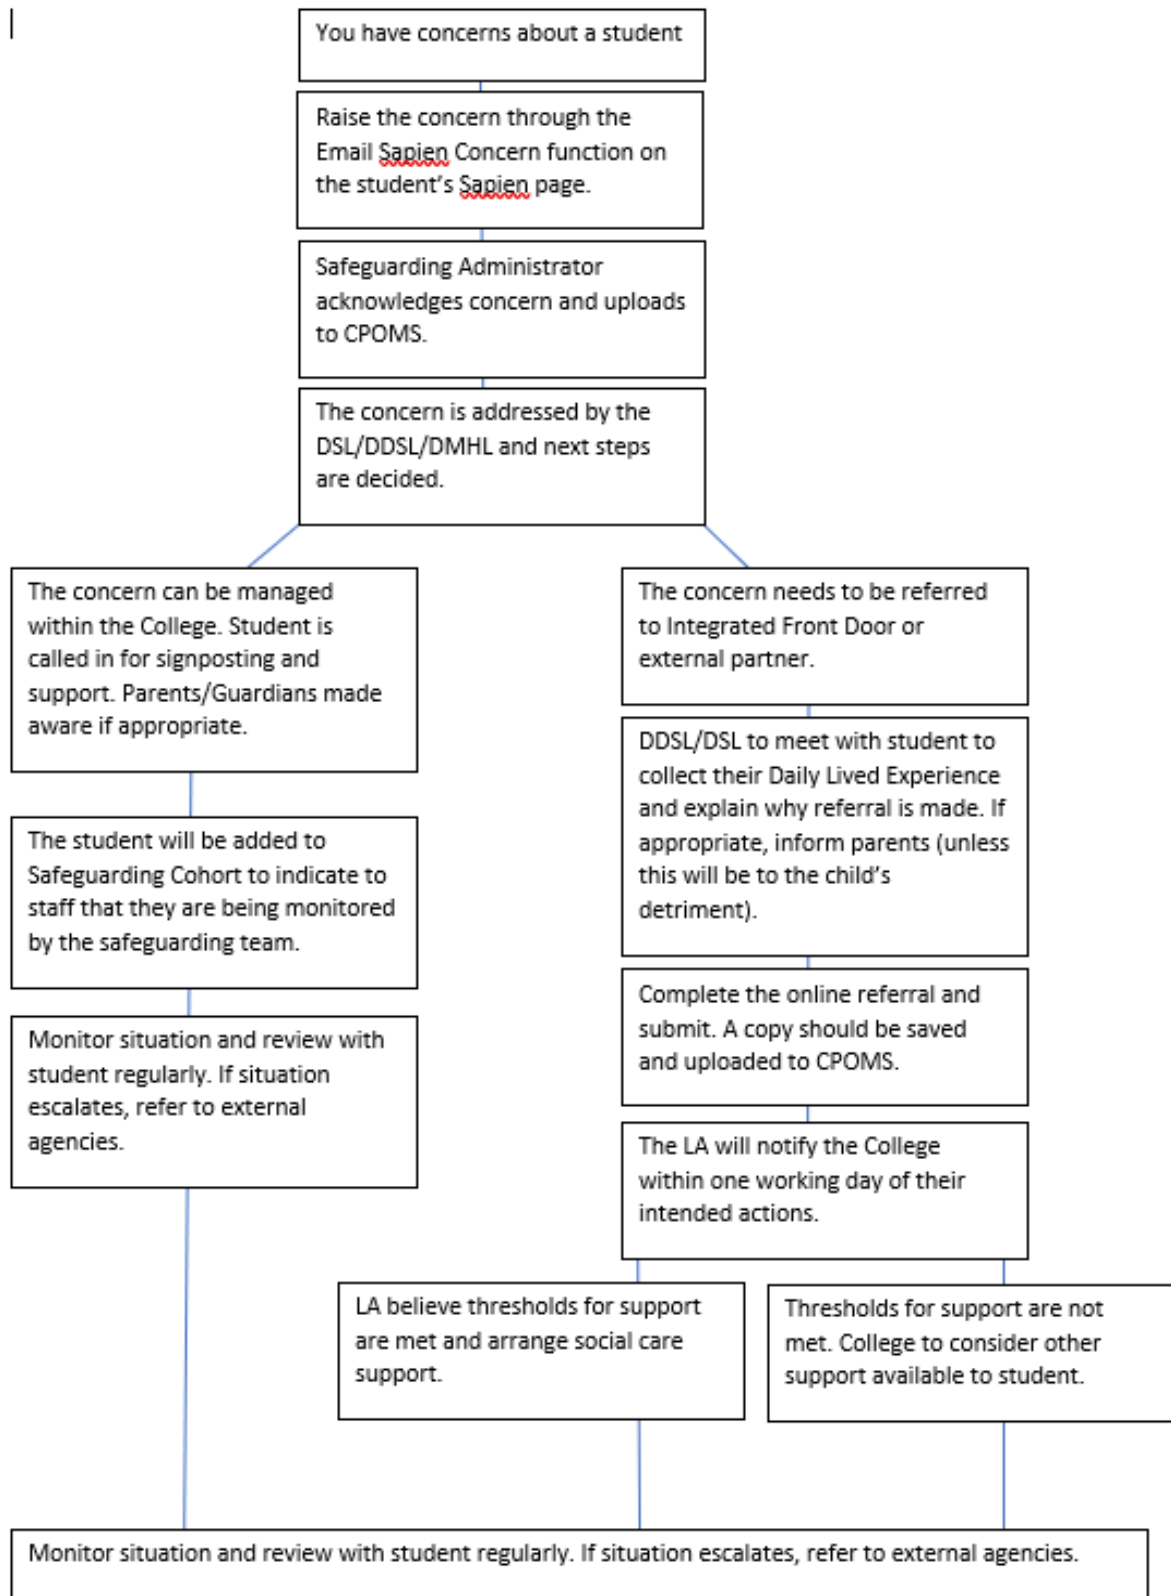 You have concerns about a student
Raise the concern through the
Email Sapien Concern function on
the student's Sapien page.
Safeguarding Administrator
acknowledges concern and uploads
to CPOMS.
The concern is addressed by the
DSL/DDSL/DMHL and next steps
are decided.
The concern can be managed
within the College. Student is
called in for signposting and
support. Parents/Guardians made
aware if appropriate.
The student will be added to
Safeguarding Cohort to indicate to
staff that they are being monitored
by the safeguarding team.
Monitor situation and review with
student regularly. If situation
escalates, refer to external
agencies.
The concern needs to be referred
to Integrated Front Door or
external partner.
DDSL/DSL to meet with student to
collect their Daily Lived Experience
and explain why referral is made. If
appropriate, inform parents (unless
this will be to the child's
detriment).
Complete the online referral and
submit. A copy should be saved
and uploaded to CPOMS.
The LA will notify the College
within one working day of their
intended actions.
LA believe thresholds for support
are met and arrange social care
support.
Thresholds for support are not
met. College to consider other
support available to student.
Monitor situation and review with student regularly. If situation escalates, refer to external agencies.